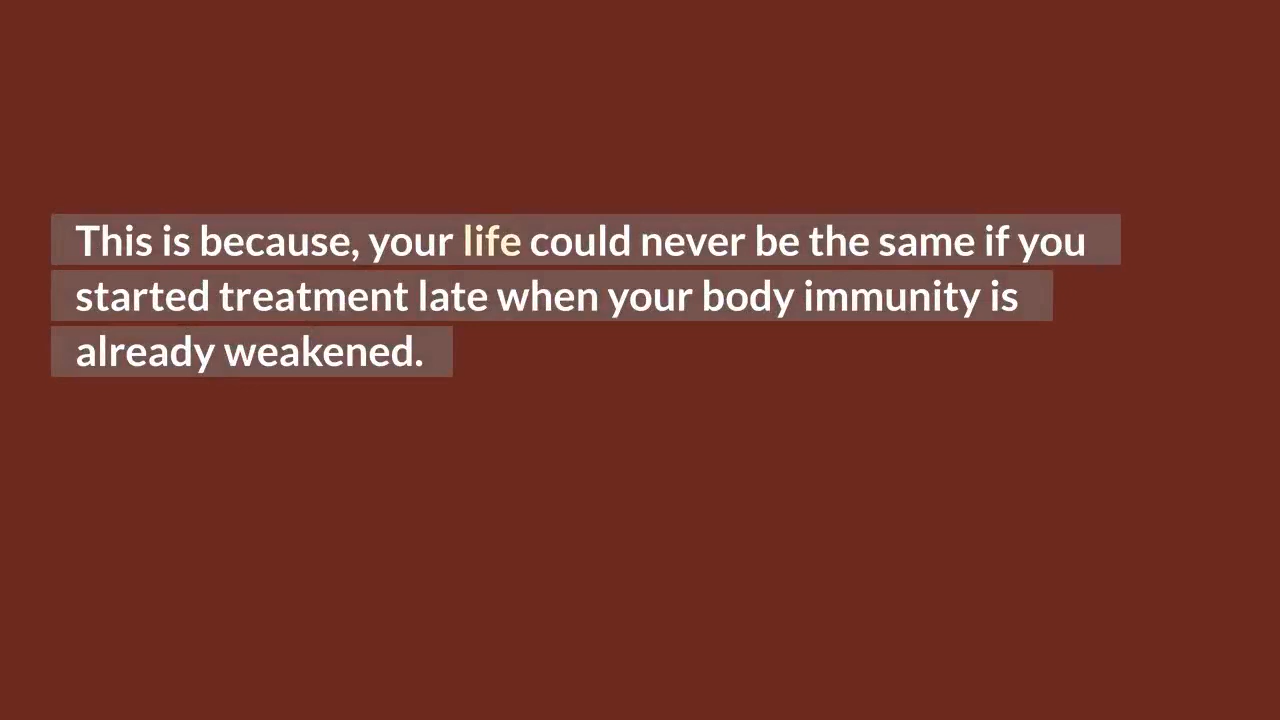 This is because, your life could never be the same if you
started treatment late when your body immunity is
already weakened.